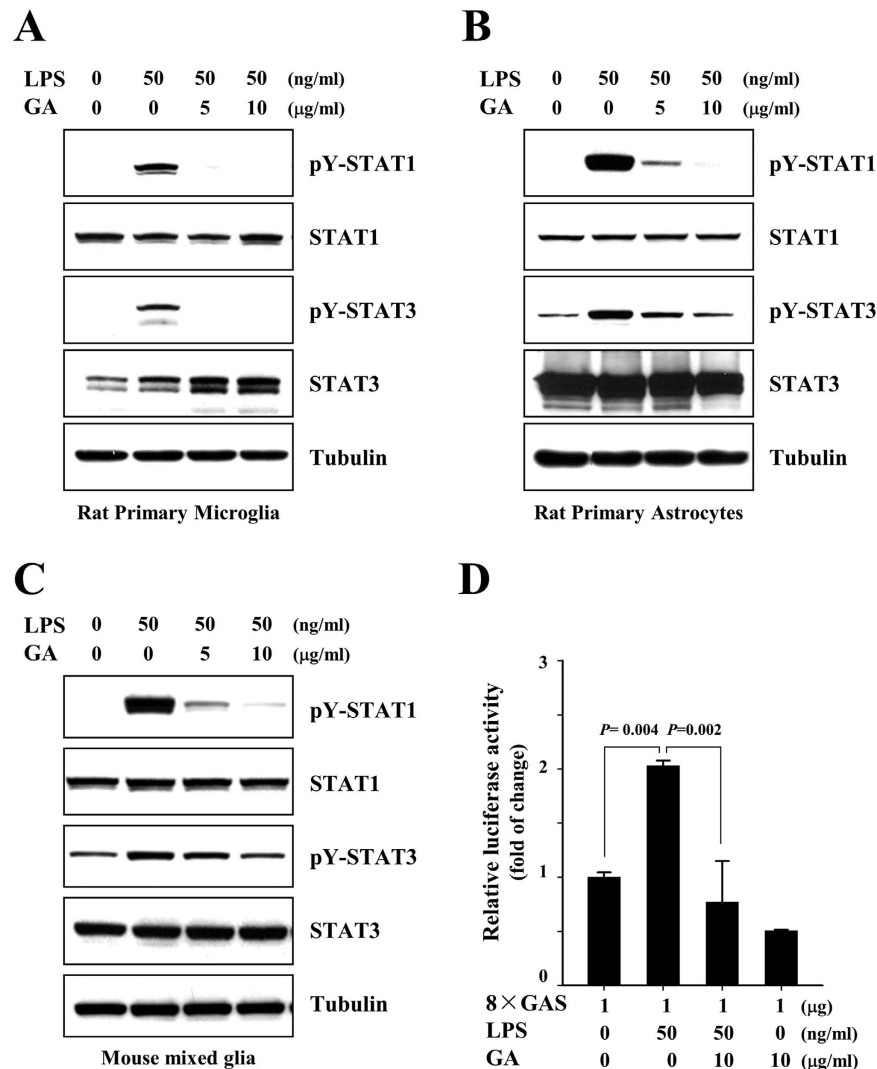 A
LPS 0 50 50 50 (ng/ml)
GA 0 0 5 10 (μg/ml)
pY-STAT1
STAT1
pY-STAT3
STAT3
Tubulin
Rat Primary Microglia
B
LPS 0 50 50 50 (ng/ml)
GA 0 0 5 10 (μg/ml)
pY-STAT1
STAT1
pY-STAT3
STAT3
Tubulin
Rat Primary Astrocytes
C
LPS 0 50 50 50 (ng/ml)
GA 0 0 5 10 (μg/ml)
pY-STAT1
STAT1
pY-STAT3
STAT3
Tubulin
Mouse mixed glia
D
Relative luciferase activity
(fold of change)
3
2
1
0
P= 0.004 P=0.002
8×GAS 1 1 1 1 (μg)
LPS 0 50 50 0 (ng/ml)
GA 0 0 10 10 (μg/ml)